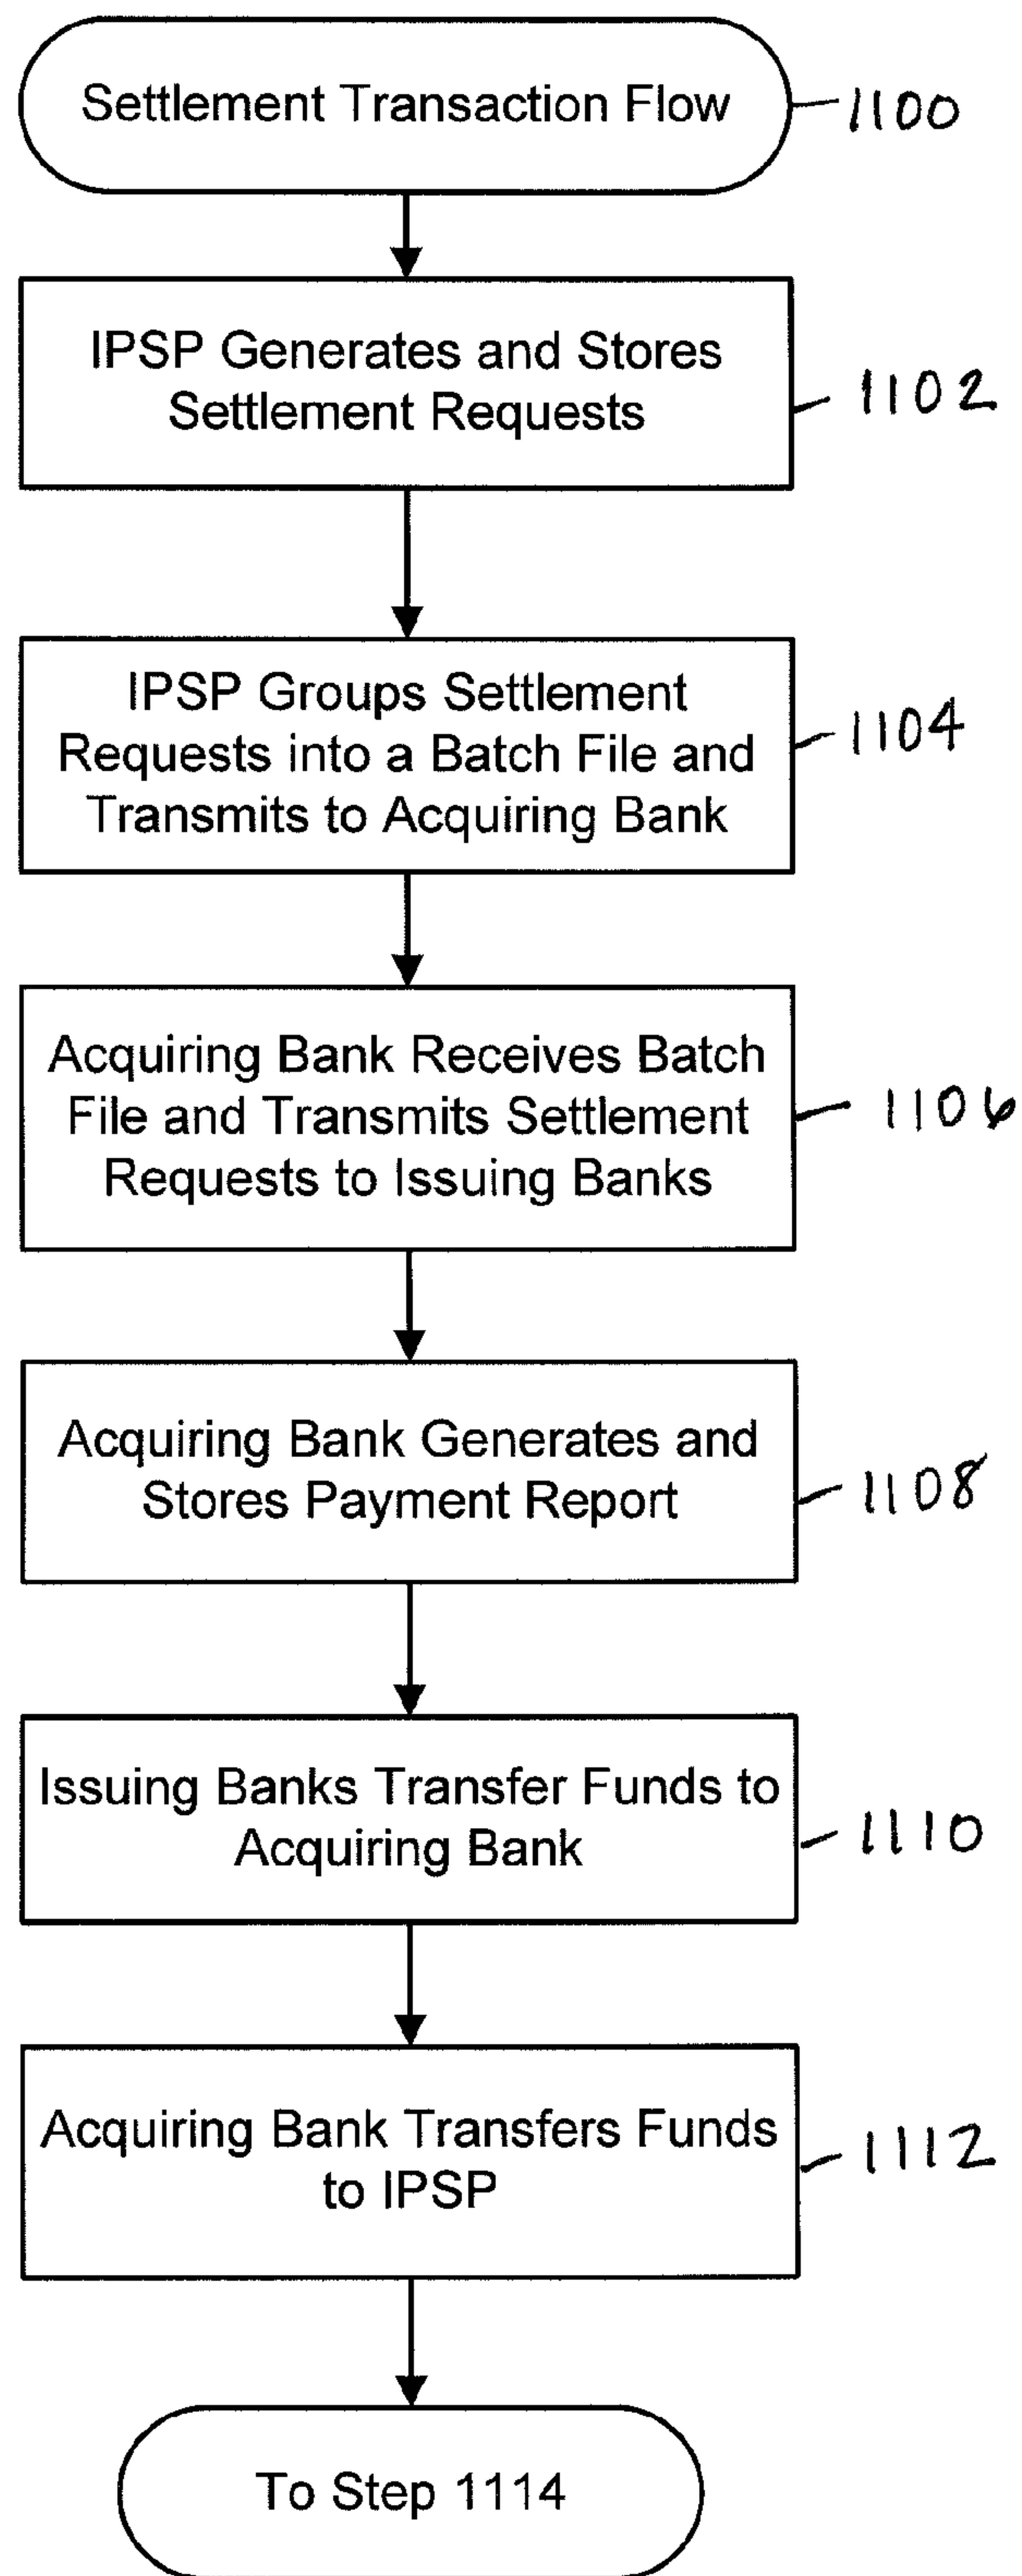 Settlement Transaction Flow
1100
IPSP Generates and Stores
Settlement Requests
1102
IPSP Groups Settlement
Requests into a Batch File and
Transmits to Acquiring Bank
1104
Acquiring Bank Receives Batch
File and Transmits Settlement
Requests to Issuing Banks
1106
Acquiring Bank Generates and
Stores Payment Report
1108
Issuing Banks Transfer Funds to
Acquiring Bank
1110
Acquiring Bank Transfers Funds
to IPSP
1112
To Step 1114